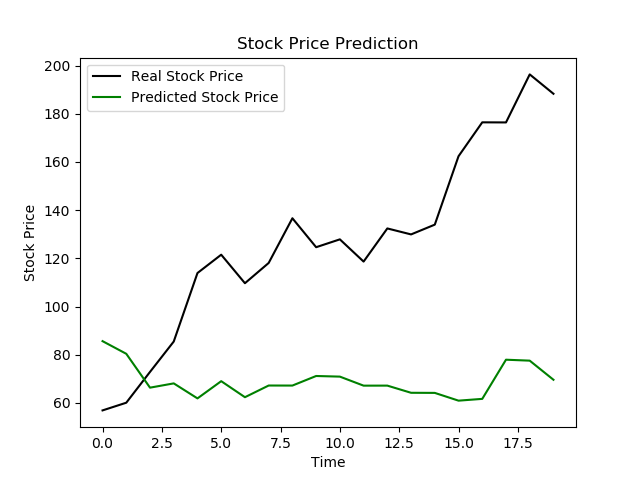 Stock Price Prediction
Real Stock Price
Predicted Stock Price
200
180
160
140
120
100
80
60
Stock Price
0.0 2.5 5.0 7.5 10.0 12.5 15.0 17.5
Time